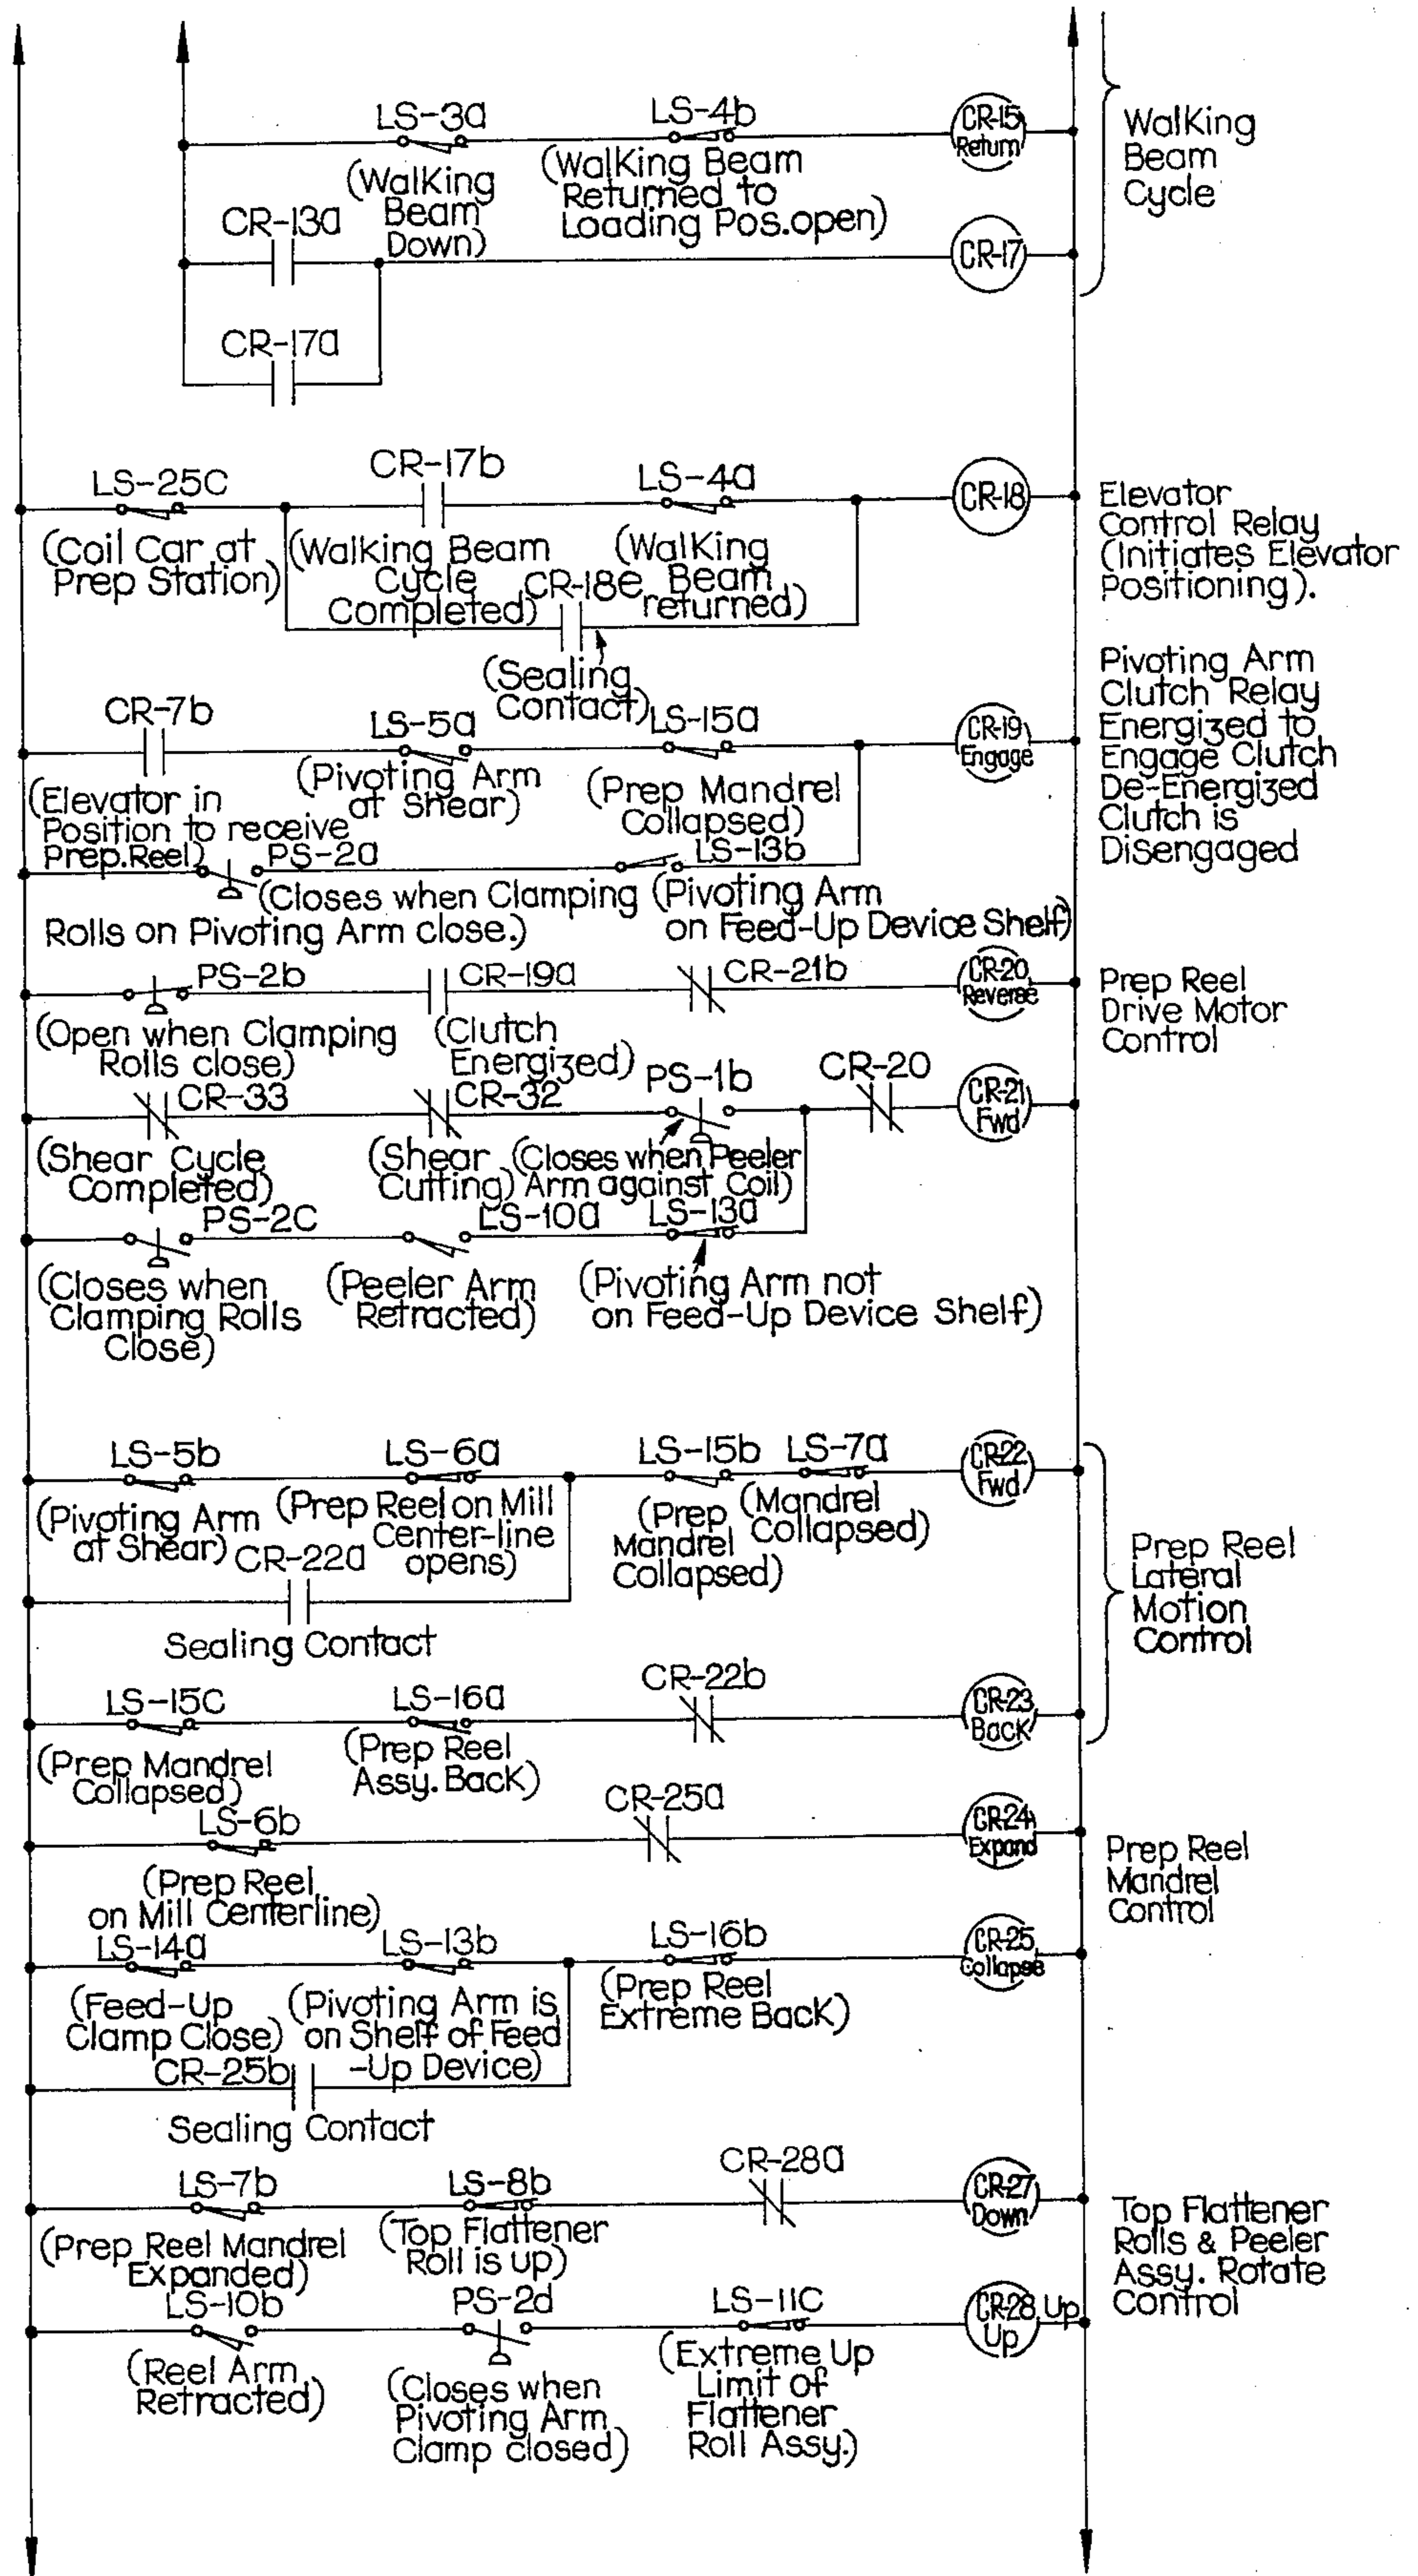 LS-3a
(Walking
Beam
Down)
LS-4b
(Walking Beam
Returned to
Loading Pos.open)
CR-15
Return
Walking
Beam
Cycle
CR-13a
CR-17
CR-17a
LS-25C
(Coil Car at
Prep Station)
CR-17b
(Walking Beam
Cycle
Completed)
LS-4a
(Walking
Beam
returned)
CR-18e
(Sealing
Contact)
CR-18
Elevator
Control Relay
(Initiates Elevator
Positioning).
CR-7b
(Elevator in
Position to receive
Prep.Reel)
LS-5a
(Pivoting Arm
at Shear)
LS-15a
(Prep Mandrel
Collapsed)
CR-19
Engage
Pivoting Arm
Clutch Relay
Energized to
Engage Clutch
De-Energized
Clutch is
Disengaged
PS-2a
(Closes when Clamping
Rolls on Pivoting Arm close.)
LS-13b
(Pivoting Arm
on Feed-Up Device Shelf)
PS-2b
(Open when Clamping
Rolls close)
CR-19a
(Clutch
Energized)
CR-21b
CR-20
Reverse
Prep Reel
Drive Motor
Control
CR-33
(Shear Cycle
Completed)
CR-32
(Shear
Cutting)
PS-1b
(Closes when Peeler
Arm against Coil)
CR-20
CR-21
Fwd
PS-2C
(Closes when
Clamping Rolls
Close)
LS-10a
(Peeler Arm
Retracted)
LS-13a
(Pivoting Arm not
on Feed-Up Device Shelf)
LS-5b
(Pivoting Arm
at Shear)
LS-6a
(Prep Reel on Mill
Center-line
opens)
LS-15b
(Prep
Mandrel
Collapsed)
LS-7a
(Mandrel
Collapsed)
CR-22
Fwd
CR-22a
Sealing Contact
Prep Reel
Lateral
Motion
Control
LS-15C
(Prep Mandrel
Collapsed)
LS-16a
(Prep Reel
Assy. Back)
CR-22b
CR-23
Back
LS-6b
(Prep Reel
on Mill Centerline)
CR-25a
CR-24
Expand
Prep Reel
Mandrel
Control
LS-14a
(Feed-Up
Clamp Close)
LS-13b
(Pivoting Arm is
on Shelf of Feed
-Up Device)
LS-16b
(Prep Reel
Extreme Back)
CR-25
Collapse
CR-25b
Sealing Contact
LS-7b
(Prep Reel Mandrel
Expanded)
LS-8b
(Top Flattener
Roll is up)
CR-28a
CR-27
Down
Top Flattener
Rolls & Peeler
Assy. Rotate
Control
LS-10b
(Reel Arm
Retracted)
PS-2d
(Closes when
Pivoting Arm
Clamp closed)
LS-11C
(Extreme Up
Limit of
Flattener
Roll Assy.)
CR-28 Up
Up